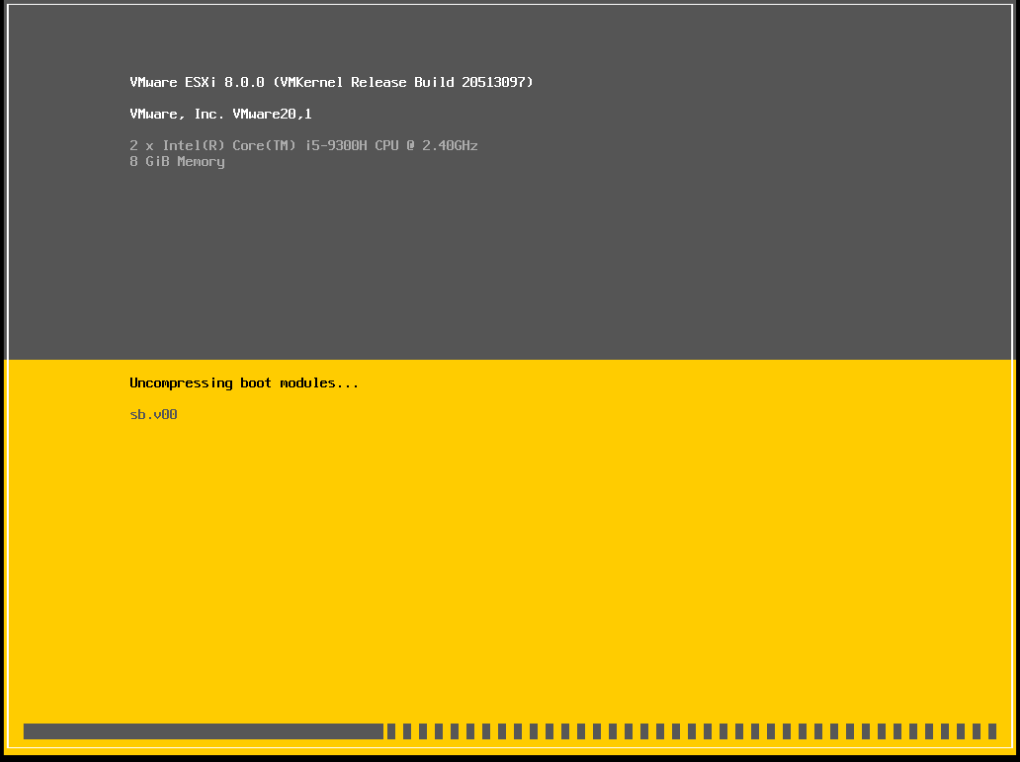 VMware ESXi 8.0.0 (VMKernel Release Build 20513097)
VMware, Inc. VMware20,1
2 x Intel(R) Core(TM) i5-9300H CPU @ 2.40GHz
8 GiB Memory
Uncompressing boot modules...
sb.v00